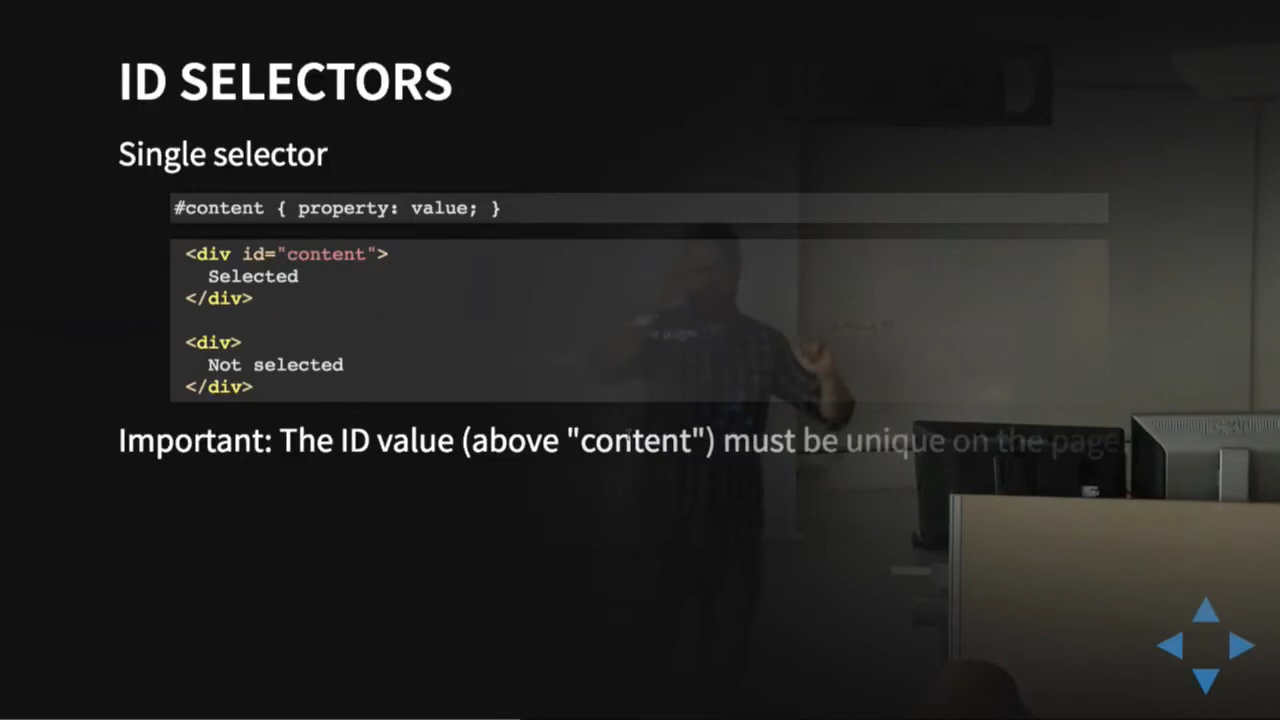 ID SELECTORS
Single selector
#content { property: value; }
<div id="content">
  Selected
</div>
<div>
  Not selected
</div>
Important: The ID value (above "content") must be unique on the page.